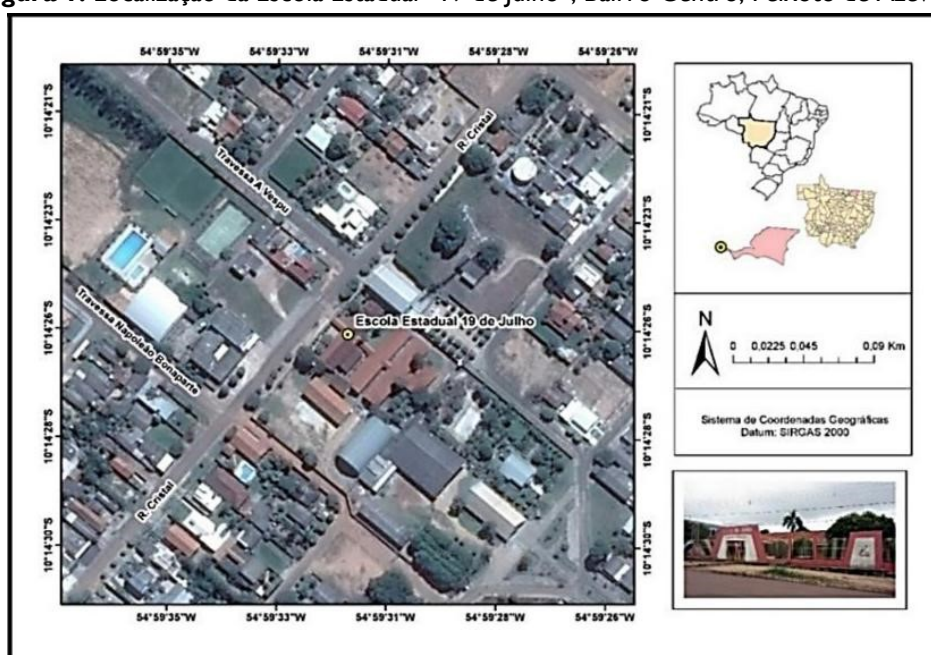 gura 1. Localização da Escola Estadual "19 de Julho", Bairro Centro, Peixoto de
54°59'35"W 54°59'33"W 54°59'31"W 54°59'28"W 54°59'26"W
10°14'21"S 10°14'23"S 10°14'26"S 10°14'28"S 10°14'30"S
R. Cristal
Travessa A Vespu
Travessa Napoleão Bonaparte
Escola Estadual 19 de Julho
R. Cristal
10°14'21"S 10°14'23"S 10°14'26"S 10°14'28"S 10°14'30"S
54°59'35"W 54°59'33"W 54°59'31"W 54°59'28"W 54°59'26"W
N
0 0,0225 0,045 0,09 Km
Sistema de Coordenadas Geográficas
Datum: SIRGAS 2000